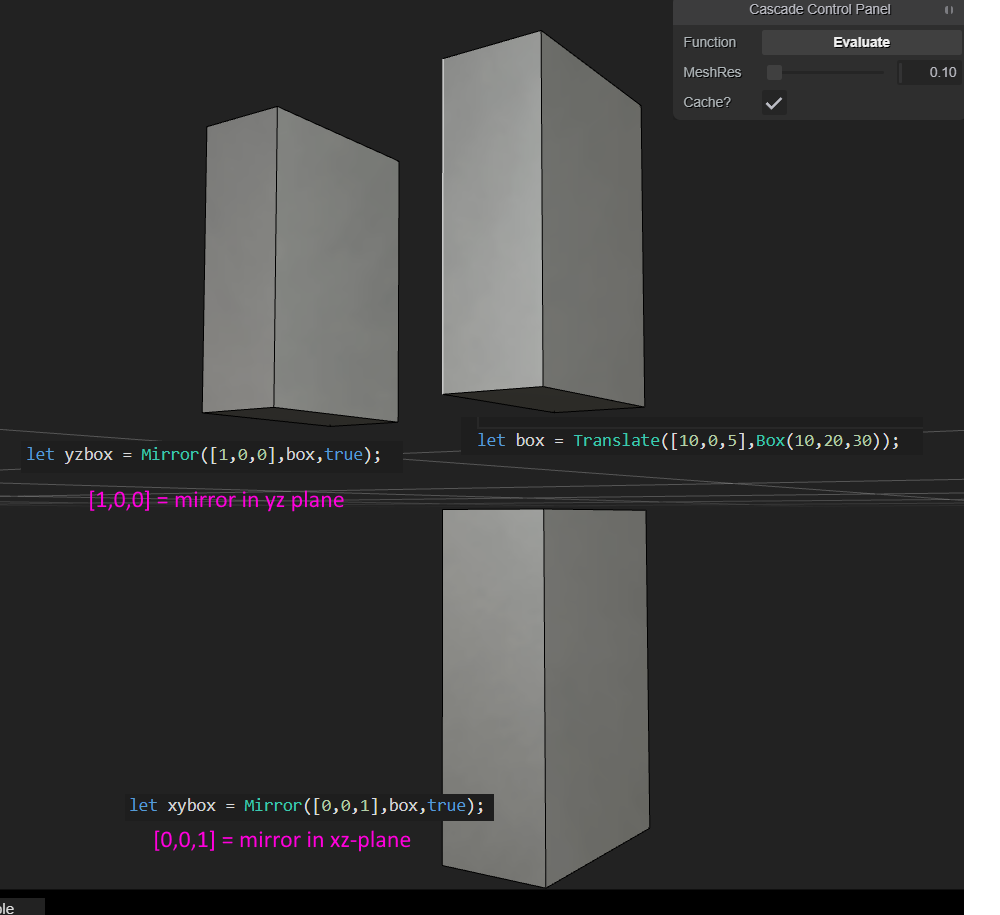 Cascade Control Panel
Function Evaluate
MeshRes 0.10
Cache?
let box = Translate([10,0,5],Box(10,20,30));
let yzbox = Mirror([1,0,0],box,true);
[1,0,0] = mirror in yz plane
let xybox = Mirror([0,0,1],box,true);
[0,0,1] = mirror in xz-plane